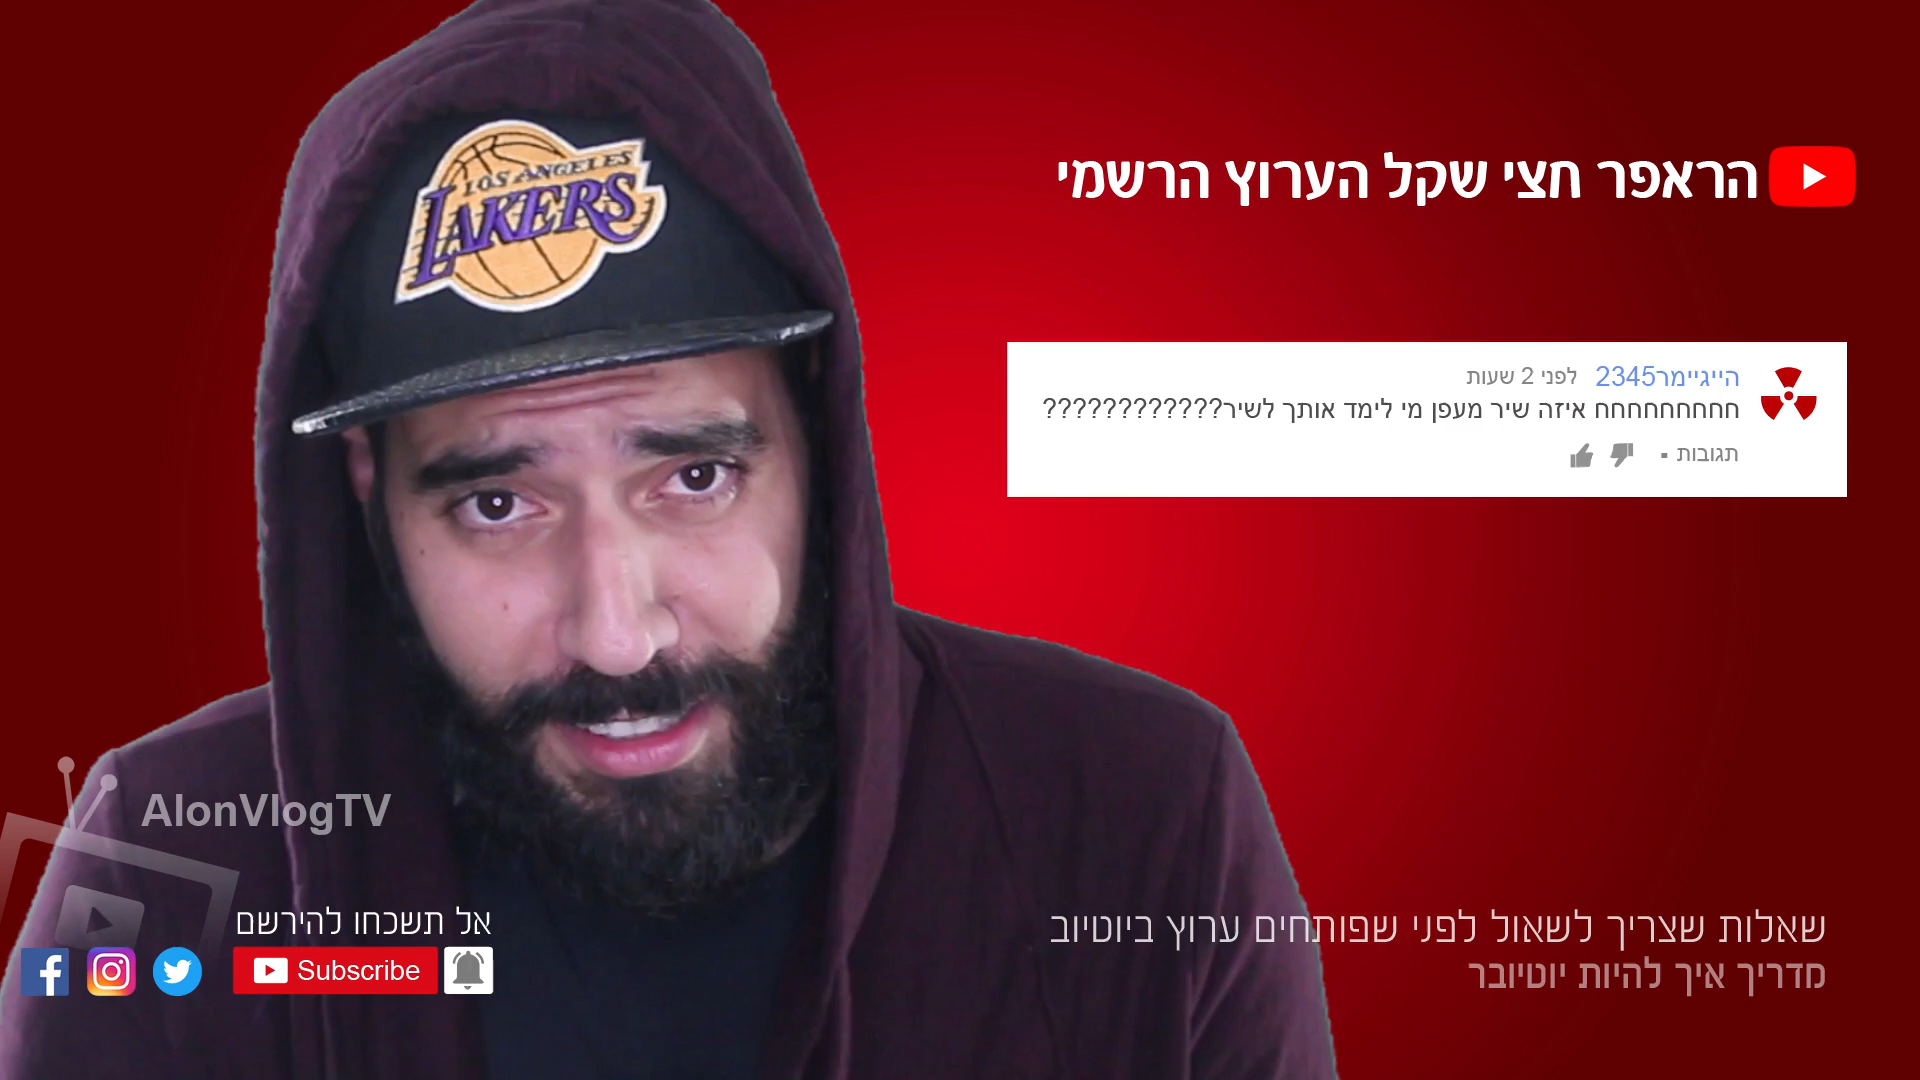 LOS ANGELES
LAKERS
הראפר חצי שקל הערוץ הרשמי
הייגיימר2345 לפני 2 שעות
חחחחחחחחחח איזה שיר מעפן מי לימד אותך לשיר????????????
תגובות
AlonVlogTV
אל תשכחו להירשם
Subscribe
שאלות שצריך לשאול לפני שפותחים ערוץ ביוטיוב
מדריך איך להיות יוטיובר